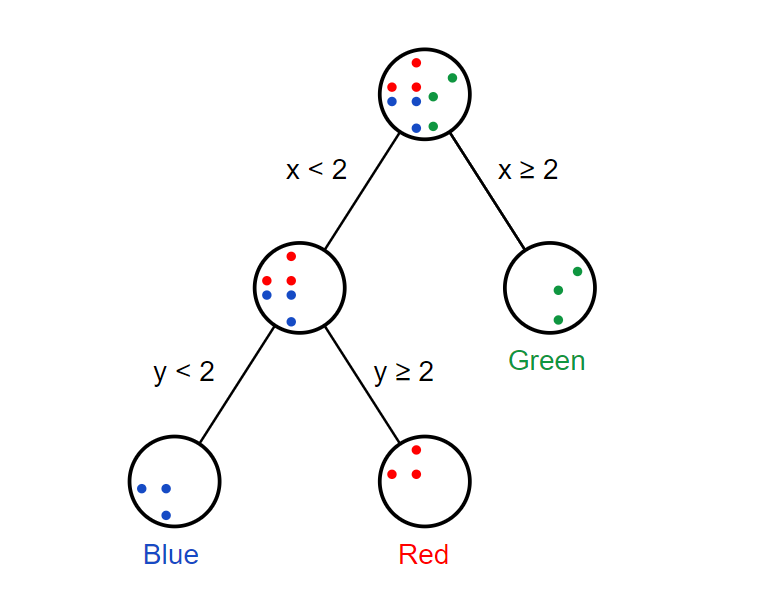 x < 2
x ≥ 2
Green
y < 2
y ≥ 2
Blue
Red